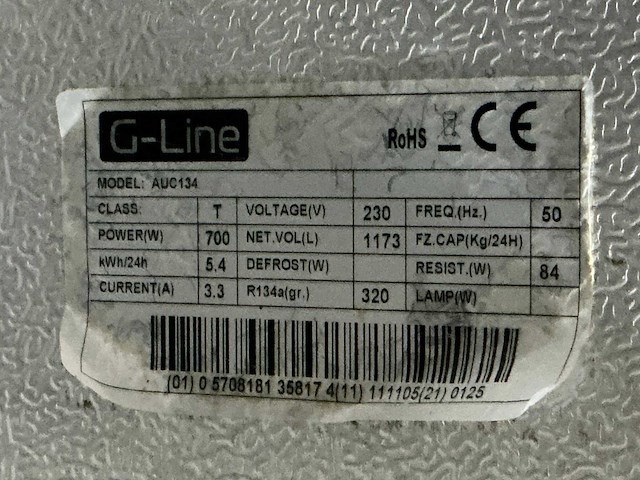 G-Line RoHS CE
MODEL: AUC134
CLASS: T VOLTAGE(V) 230 FREQ.(Hz.) 50
POWER(W) 700 NET.VOL(L) 1173 FZ.CAP(Kg/24H)
kWh/24h 5.4 DEFROST(W) RESIST.(W) 84
CURRENT(A) 3.3 R134a(gr.) 320 LAMP(W)
(01) 0 5708181 35817 4(11) 111105(21) 0125